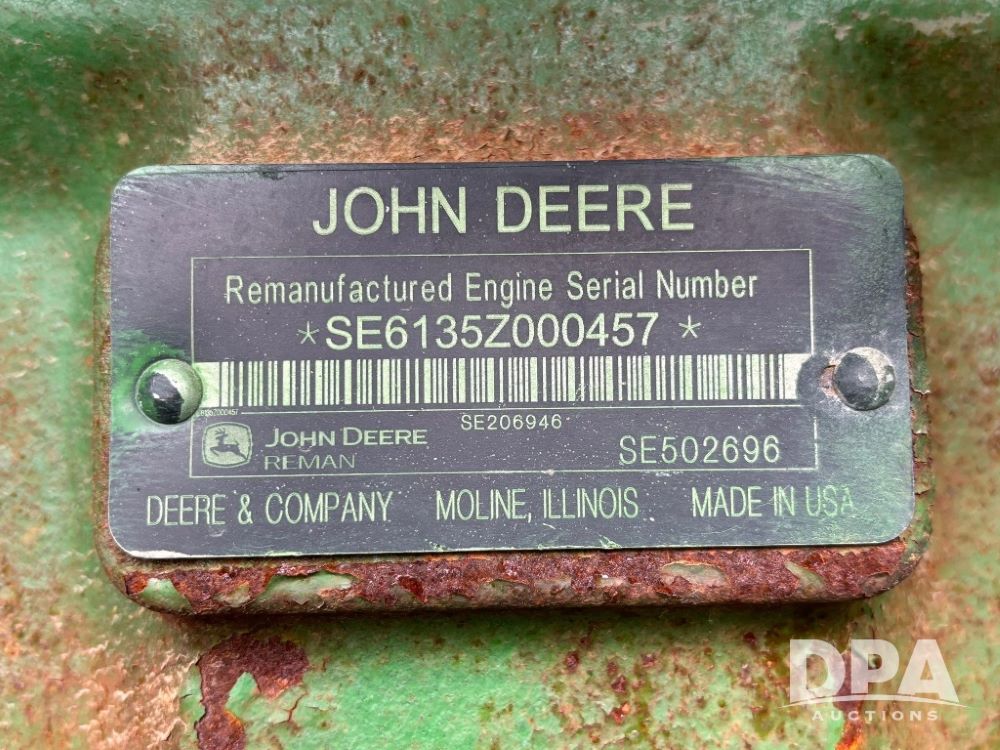 JOHN DEERE
Remanufactured Engine Serial Number
*SE6135Z000457 *
SE206946
JOHN DEERE
REMAN
SE502696
DEERE & COMPANY MOLINE, ILLINOIS MADE IN USA
DPA
AUCTIONS